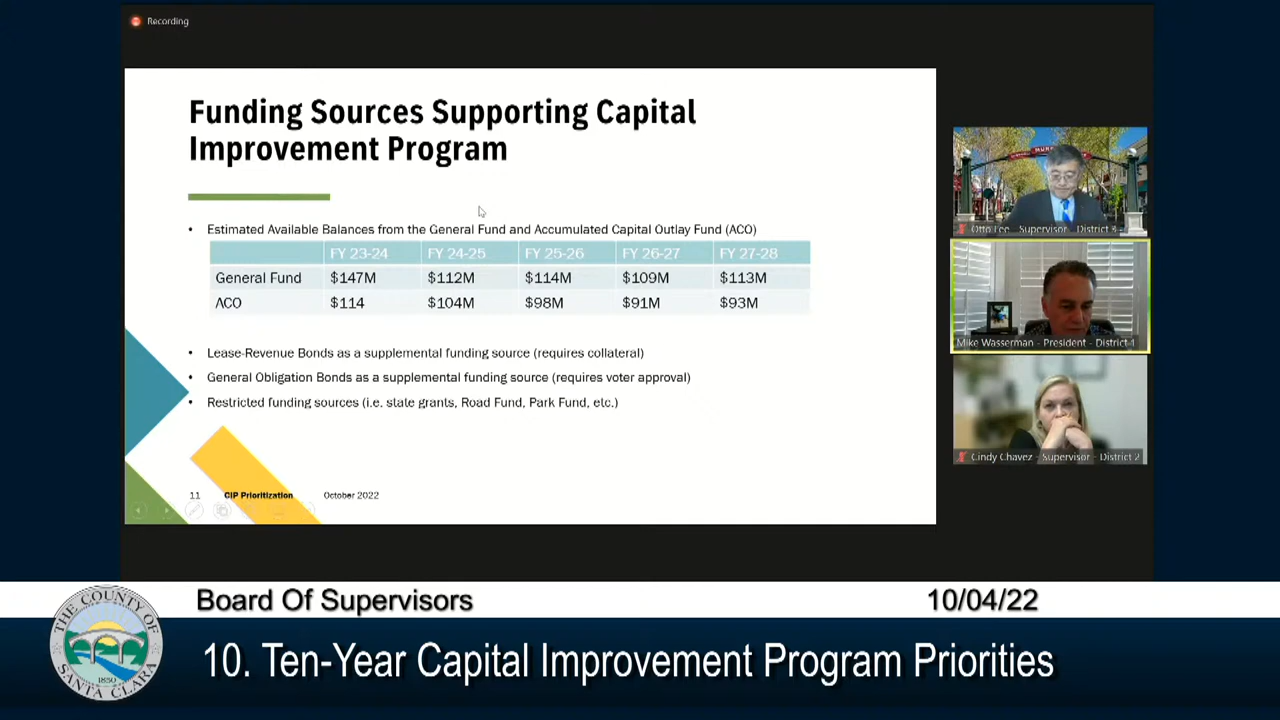 Recording
Funding Sources Supporting Capital
Improvement Program
• Estimated Available Balances from the General Fund and Accumulated Capital Outlay Fund (ACO)
FY 23-24 FY 24-25 FY 25-26 FY 26-27 FY 27-28
General Fund $147M $112M $114M $109M $113M
ACO $114 $104M $98M $91M $93M
• Lease-Revenue Bonds as a supplemental funding source (requires collateral)
• General Obligation Bonds as a supplemental funding source (requires voter approval)
• Restricted funding sources (i.e. state grants, Road Fund, Park Fund, etc.)
11 CIP Prioritization October 2022
Otto Lee - Supervisor - District 3
Mike Wasserman - President - District 1
Cindy Chavez - Supervisor - District 2
Board Of Supervisors 10/04/22
10. Ten-Year Capital Improvement Program Priorities
THE COUNTY OF
SANTA CLARA
1850